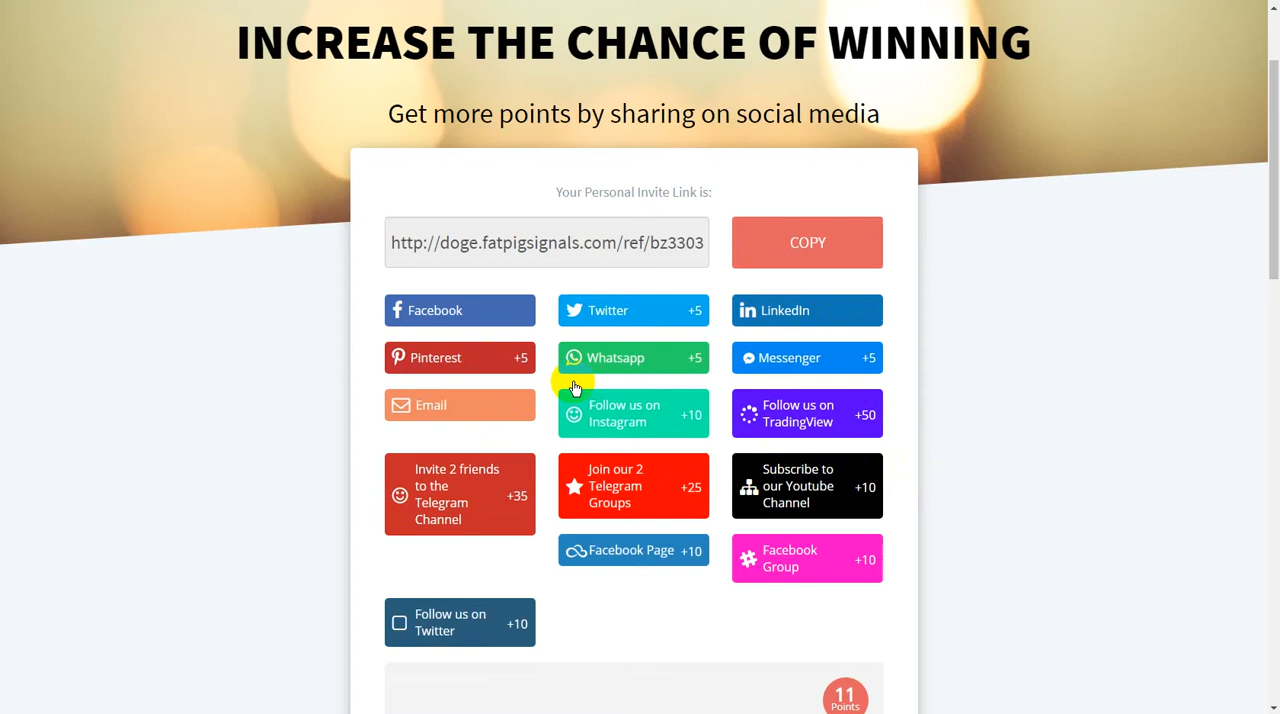 INCREASE THE CHANCE OF WINNING
Get more points by sharing on social media
Your Personal Invite Link is:
http://doge.fatpigsignals.com/ref/bz3303
COPY
Facebook
Twitter +5
LinkedIn
Pinterest +5
Whatsapp +5
Messenger +5
Email
Follow us on
Instagram
+10
Follow us on
TradingView
+50
Invite 2 friends
to the
Telegram
Channel
+35
Join our 2
Telegram
Groups
+25
Subscribe to
our Youtube
Channel
+10
Facebook Page +10
Facebook
Group
+10
Follow us on
Twitter
+10
11
Points